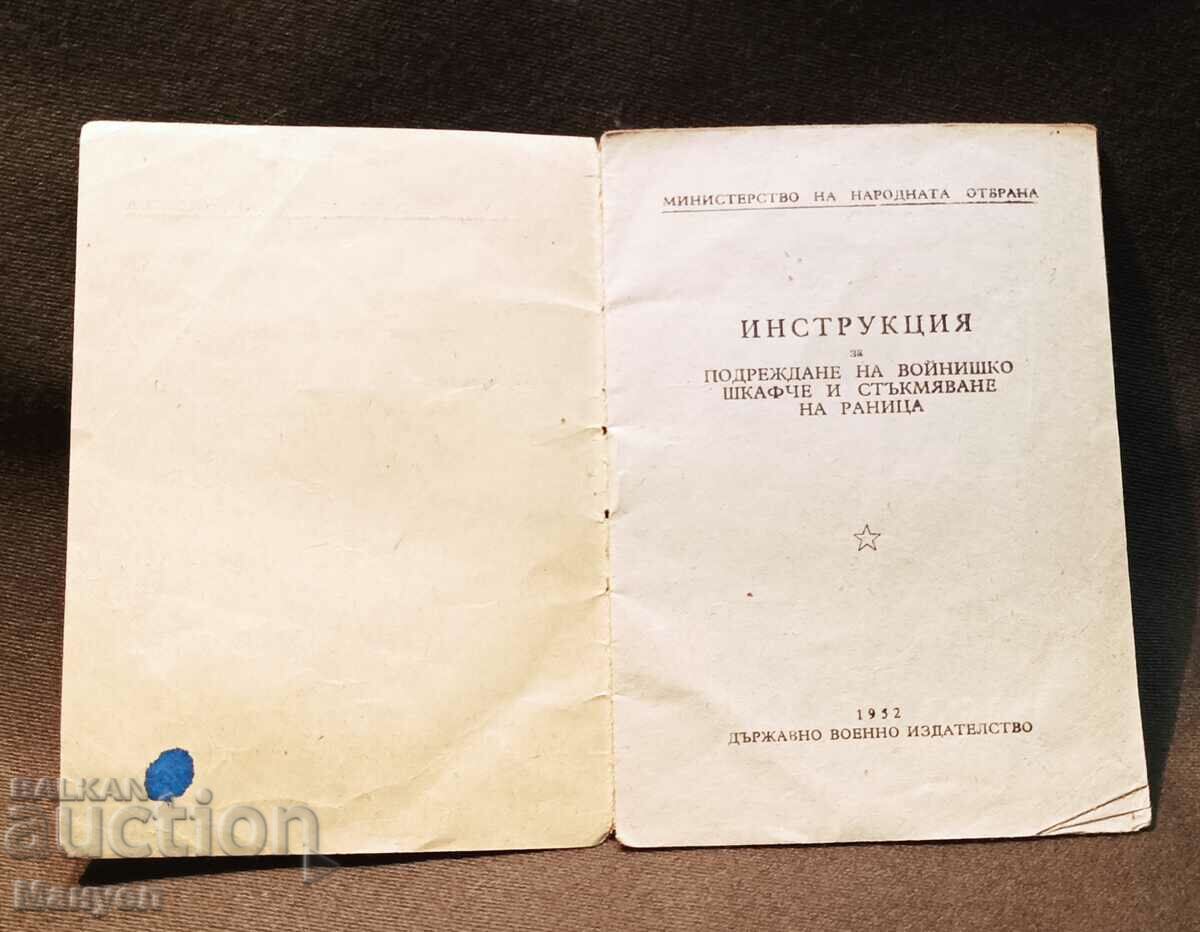 МИНИСТЕРСТВО НА НАРОДНАТА ОТБРАНА
ИНСТРУКЦИЯ
за
ПОДРЕЖДАНЕ НА ВОЙНИШКО
ШКАФЧЕ И СТЪКМЯВАНЕ
НА РАНИЦА
1952
ДЪРЖАВНО ВОЕННО ИЗДАТЕЛСТВО
BALKAN
auction
Мануел